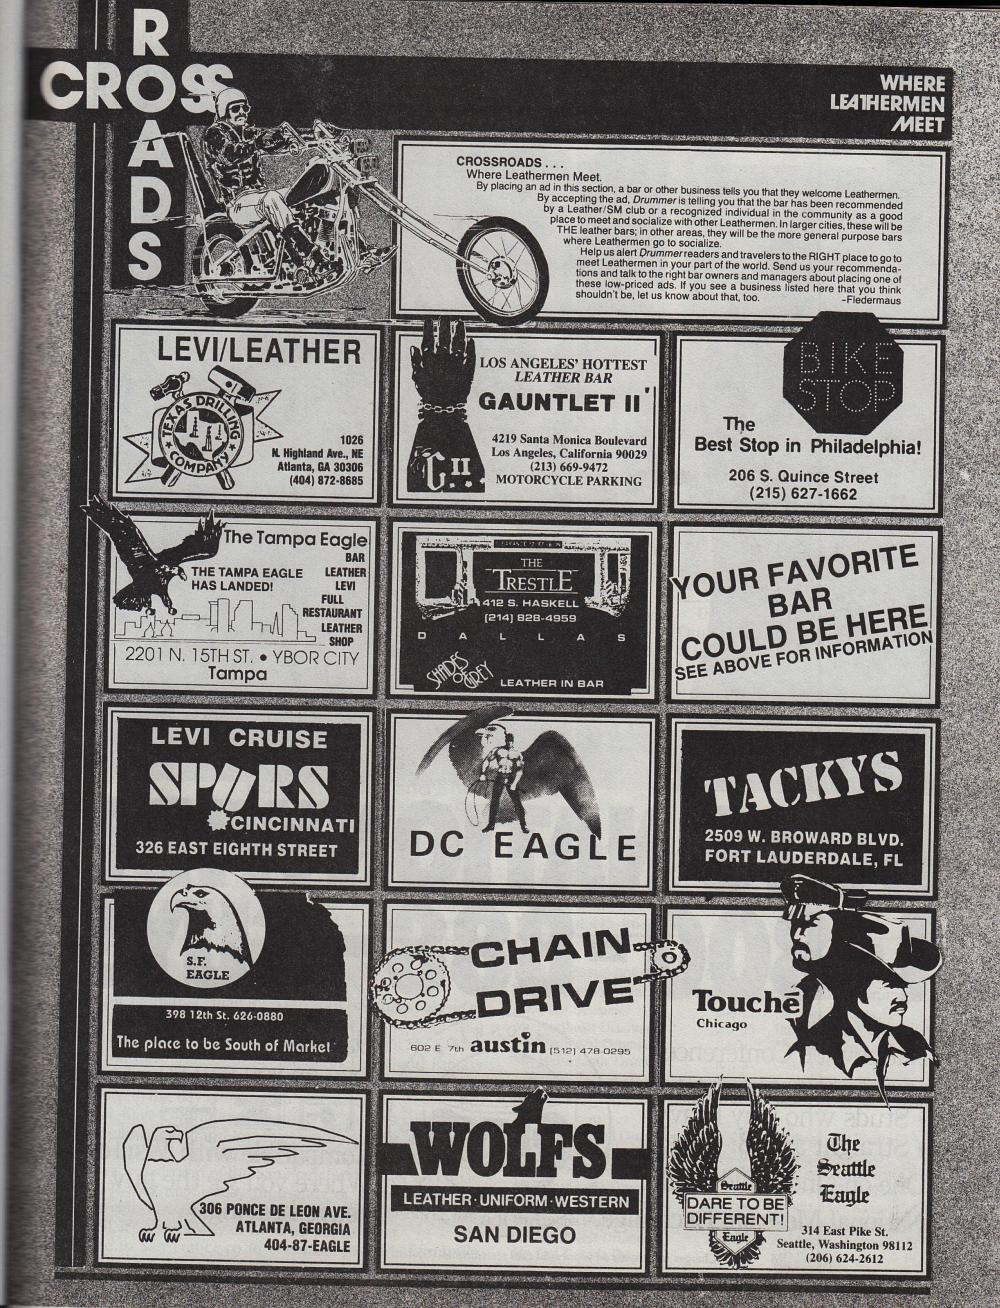 CROSS
ROADS
WHERE
LEATHERMEN
MEET
CROSSROADS . . .
Where Leathermen Meet.
By placing an ad in this section, a bar or other business tells you that they welcome Leathermen.
By accepting the ad, Drummer is telling you that the bar has been recommended
by a Leather/SM club or a recognized individual in the community as a good
place to meet and socialize with other Leathermen. In larger cities, these will be
THE leather bars; in other areas, they will be the more general purpose bars
where Leathermen go to socialize.
Help us alert Drummer readers and travelers to the RIGHT place to go to
meet Leathermen in your part of the world. Send us your recommenda-
tions and talk to the right bar owners and managers about placing one of
these low-priced ads. If you see a business listed here that you think
shouldn't be, let us know about that, too. –Fledermaus
LEVI/LEATHER
TEXAS DRILLING
COMPANY
1026
N. Highland Ave., NE
Atlanta, GA 30306
(404) 872-8685
LOS ANGELES' HOTTEST
LEATHER BAR
GAUNTLET II
G.II.
4219 Santa Monica Boulevard
Los Angeles, California 90029
(213) 669-9472
MOTORCYCLE PARKING
BIKE
STOP
The
Best Stop in Philadelphia!
206 S. Quince Street
(215) 627-1662
The Tampa Eagle
BAR
THE TAMPA EAGLE
HAS LANDED!
LEATHER
LEVI
FULL
RESTAURANT
LEATHER
SHOP
2201 N. 15TH ST. • YBOR CITY
Tampa
THE
TRESTLE
412 S. HASKELL
(214) 828-4959
DALLAS
SHADES
OF
GREY
LEATHER IN BAR
YOUR FAVORITE
BAR
COULD BE HERE
SEE ABOVE FOR INFORMATION
LEVI CRUISE
SPURS
CINCINNATI
326 EAST EIGHTH STREET
DC EAGLE
TACKYS
2509 W. BROWARD BLVD.
FORT LAUDERDALE, FL
S.F.
EAGLE
398 12th St. 626-0880
The place to be South of Market
CHAIN
DRIVE
602 E 7th austin (512) 478-0295
Touché
Chicago
306 PONCE DE LEON AVE.
ATLANTA, GEORGIA
404-87-EAGLE
WOLFS
LEATHER·UNIFORM·WESTERN
SAN DIEGO
Seattle
DARE TO BE
DIFFERENT!
Eagle
The
Seattle
Eagle
314 East Pike St.
Seattle, Washington 98112
(206) 624-2612